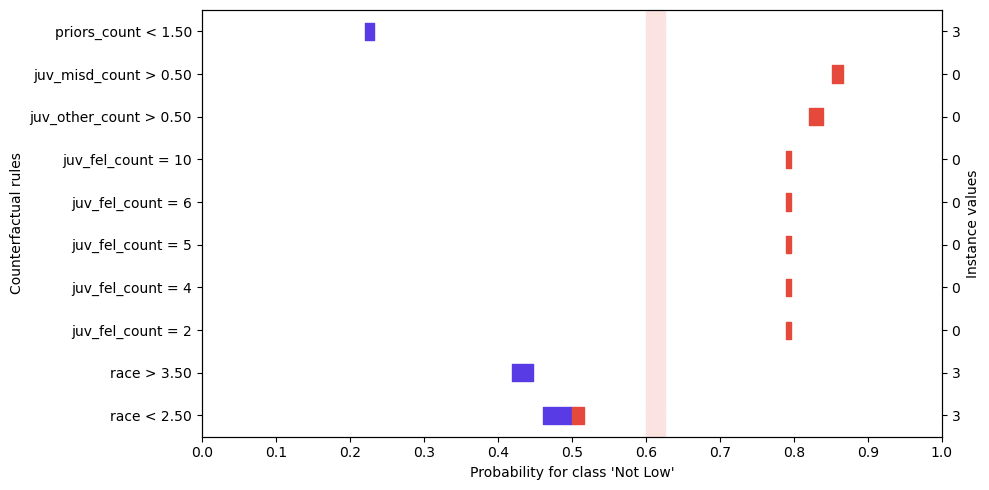 priors_count < 1.50 3
juv_misd_count > 0.50 0
juv_other_count > 0.50 0
juv_fel_count = 10 0
juv_fel_count = 6 0
juv_fel_count = 5 0
juv_fel_count = 4 0
juv_fel_count = 2 0
race > 3.50 3
race < 2.50 3
Counterfactual rules
Instance values
0.0 0.1 0.2 0.3 0.4 0.5 0.6 0.7 0.8 0.9 1.0
Probability for class 'Not Low'